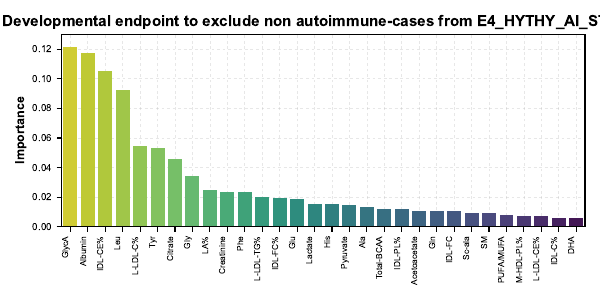 Developmental endpoint to exclude non autoimmune-cases from E4_HYTHY_AI_ST
Importance
0.12
0.10
0.08
0.06
0.04
0.02
0.00
GlycA
Albumin
IDL-CE%
Leu
L-LDL-C%
Tyr
Citrate
Gly
LA%
Creatinine
Phe
L-LDL-TG%
IDL-FC%
Glu
Lactate
His
Pyruvate
Ala
Total-BCAA
IDL-PL%
Acetoacetate
Gln
IDL-FC
Sc-ala
SM
PUFA/MUFA
M-HDL-PL%
L-LDL-CE%
IDL-C%
DHA